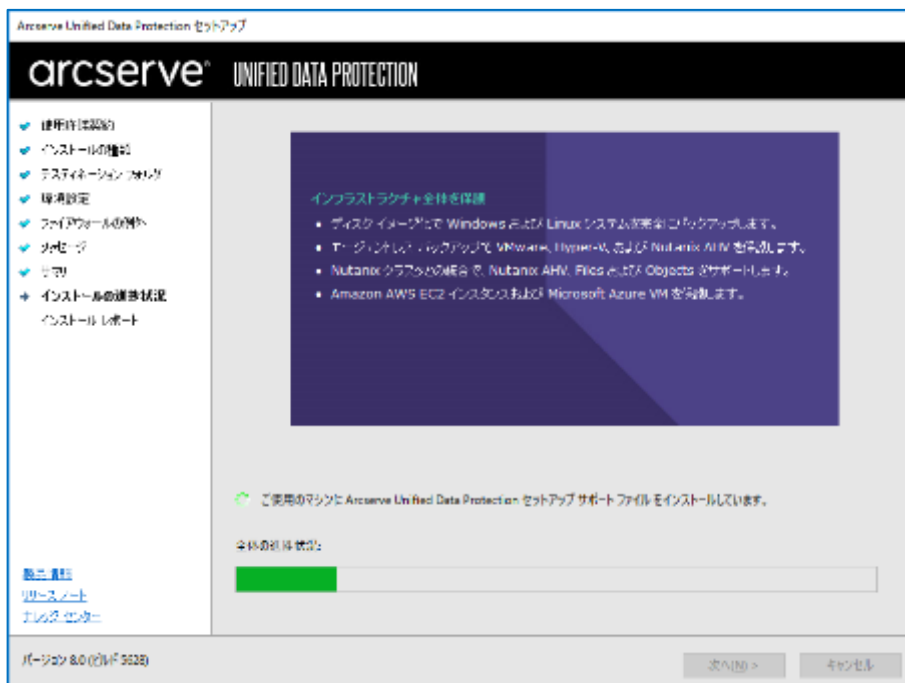 Arcserve Unified Data Protection セットアップ
arcserve® UNIFIED DATA PROTECTION
使用許諾契約
インストールの種類
デスティネーション フォルダ
環境設定
ファイアウォールの例外
メッセージ
サマリ
インストールの進捗状況
インストール レポート
インフラストラクチャ全体を保護
• ディスク イメージ上で Windows および Linux システムを完全にバックアップします。
• エージェントレス バックアップで VMware, Hyper-V, および Nutanix AHV を保護します。
• Nutanix クラスタとの統合で、Nutanix AHV, Files および Objects をサポートします。
• Amazon AWS EC2 インスタンスおよび Microsoft Azure VM を保護します。
ご使用のマシンに Arcserve Unified Data Protection セットアップ サポート ファイル をインストールしています。
全体の進捗状況:
製品情報
リリース ノート
ナレッジ センター
バージョン 8.0 (ビルド 5628)
次へ(N) >
キャンセル